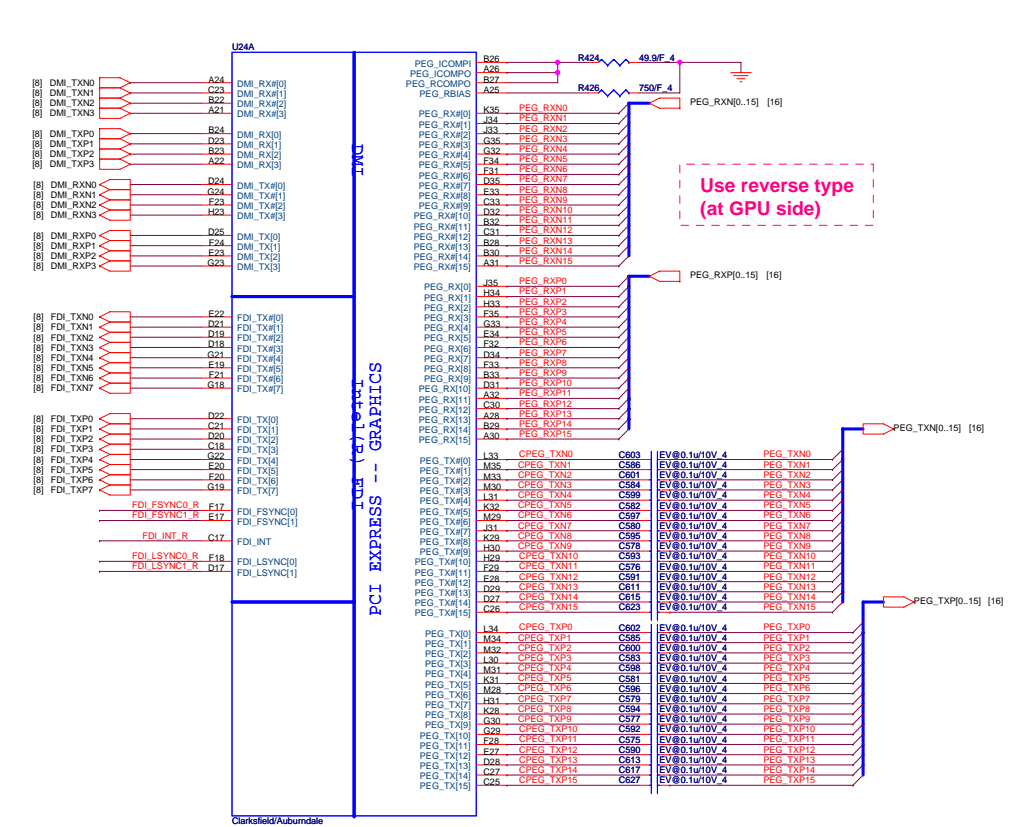 U24A
[8] DMI_TXN0 A24 DMI_RX#[0]
[8] DMI_TXN1 C23 DMI_RX#[1]
[8] DMI_TXN2 B22 DMI_RX#[2]
[8] DMI_TXN3 A21 DMI_RX#[3]
[8] DMI_TXP0 B24 DMI_RX[0]
[8] DMI_TXP1 D23 DMI_RX[1]
[8] DMI_TXP2 B23 DMI_RX[2]
[8] DMI_TXP3 A22 DMI_RX[3]
[8] DMI_RXN0 D24 DMI_TX#[0]
[8] DMI_RXN1 G24 DMI_TX#[1]
[8] DMI_RXN2 F23 DMI_TX#[2]
[8] DMI_RXN3 H23 DMI_TX#[3]
[8] DMI_RXP0 D25 DMI_TX[0]
[8] DMI_RXP1 F24 DMI_TX[1]
[8] DMI_RXP2 E23 DMI_TX[2]
[8] DMI_RXP3 G23 DMI_TX[3]
[8] FDI_TXN0 E22 FDI_TX#[0]
[8] FDI_TXN1 D21 FDI_TX#[1]
[8] FDI_TXN2 D19 FDI_TX#[2]
[8] FDI_TXN3 D18 FDI_TX#[3]
[8] FDI_TXN4 G21 FDI_TX#[4]
[8] FDI_TXN5 E19 FDI_TX#[5]
[8] FDI_TXN6 F21 FDI_TX#[6]
[8] FDI_TXN7 G18 FDI_TX#[7]
[8] FDI_TXP0 D22 FDI_TX[0]
[8] FDI_TXP1 C21 FDI_TX[1]
[8] FDI_TXP2 D20 FDI_TX[2]
[8] FDI_TXP3 C18 FDI_TX[3]
[8] FDI_TXP4 G22 FDI_TX[4]
[8] FDI_TXP5 E20 FDI_TX[5]
[8] FDI_TXP6 F20 FDI_TX[6]
[8] FDI_TXP7 G19 FDI_TX[7]
FDI_FSYNC0_R F17 FDI_FSYNC[0]
FDI_FSYNC1_R E17 FDI_FSYNC[1]
FDI_INT_R C17 FDI_INT
FDI_LSYNC0_R F18 FDI_LSYNC[0]
FDI_LSYNC1_R D17 FDI_LSYNC[1]
DMI
Intel(R) FDI
PCI EXPRESS -- GRAPHICS
PEG_ICOMPI B26 R424 49.9/F_4
PEG_ICOMPO A26
PEG_RCOMPO B27
PEG_RBIAS A25 R426 750/F_4
PEG_RXN[0..15] [16]
PEG_RX#[0] K35 PEG_RXN0
PEG_RX#[1] J34 PEG_RXN1
PEG_RX#[2] J33 PEG_RXN2
PEG_RX#[3] G35 PEG_RXN3
PEG_RX#[4] G32 PEG_RXN4
PEG_RX#[5] F34 PEG_RXN5
PEG_RX#[6] F31 PEG_RXN6
PEG_RX#[7] D35 PEG_RXN7
PEG_RX#[8] E33 PEG_RXN8
PEG_RX#[9] C33 PEG_RXN9
PEG_RX#[10] D32 PEG_RXN10
PEG_RX#[11] B32 PEG_RXN11
PEG_RX#[12] C31 PEG_RXN12
PEG_RX#[13] B28 PEG_RXN13
PEG_RX#[14] B30 PEG_RXN14
PEG_RX#[15] A31 PEG_RXN15
Use reverse type
(at GPU side)
PEG_RXP[0..15] [16]
PEG_RX[0] J35 PEG_RXP0
PEG_RX[1] H34 PEG_RXP1
PEG_RX[2] H33 PEG_RXP2
PEG_RX[3] F35 PEG_RXP3
PEG_RX[4] G33 PEG_RXP4
PEG_RX[5] E34 PEG_RXP5
PEG_RX[6] F32 PEG_RXP6
PEG_RX[7] D34 PEG_RXP7
PEG_RX[8] F33 PEG_RXP8
PEG_RX[9] B33 PEG_RXP9
PEG_RX[10] D31 PEG_RXP10
PEG_RX[11] A32 PEG_RXP11
PEG_RX[12] C30 PEG_RXP12
PEG_RX[13] A28 PEG_RXP13
PEG_RX[14] B29 PEG_RXP14
PEG_RX[15] A30 PEG_RXP15
PEG_TXN[0..15] [16]
PEG_TX#[0] L33 CPEG_TXN0 C603 EV@0.1u/10V_4 PEG_TXN0
PEG_TX#[1] M35 CPEG_TXN1 C586 EV@0.1u/10V_4 PEG_TXN1
PEG_TX#[2] M33 CPEG_TXN2 C601 EV@0.1u/10V_4 PEG_TXN2
PEG_TX#[3] M30 CPEG_TXN3 C584 EV@0.1u/10V_4 PEG_TXN3
PEG_TX#[4] L31 CPEG_TXN4 C599 EV@0.1u/10V_4 PEG_TXN4
PEG_TX#[5] K32 CPEG_TXN5 C582 EV@0.1u/10V_4 PEG_TXN5
PEG_TX#[6] M29 CPEG_TXN6 C597 EV@0.1u/10V_4 PEG_TXN6
PEG_TX#[7] J31 CPEG_TXN7 C580 EV@0.1u/10V_4 PEG_TXN7
PEG_TX#[8] K29 CPEG_TXN8 C595 EV@0.1u/10V_4 PEG_TXN8
PEG_TX#[9] H30 CPEG_TXN9 C578 EV@0.1u/10V_4 PEG_TXN9
PEG_TX#[10] H29 CPEG_TXN10 C593 EV@0.1u/10V_4 PEG_TXN10
PEG_TX#[11] F29 CPEG_TXN11 C576 EV@0.1u/10V_4 PEG_TXN11
PEG_TX#[12] E28 CPEG_TXN12 C591 EV@0.1u/10V_4 PEG_TXN12
PEG_TX#[13] D29 CPEG_TXN13 C611 EV@0.1u/10V_4 PEG_TXN13
PEG_TX#[14] D27 CPEG_TXN14 C615 EV@0.1u/10V_4 PEG_TXN14
PEG_TX#[15] C26 CPEG_TXN15 C623 EV@0.1u/10V_4 PEG_TXN15
PEG_TXP[0..15] [16]
PEG_TX[0] L34 CPEG_TXP0 C602 EV@0.1u/10V_4 PEG_TXP0
PEG_TX[1] M34 CPEG_TXP1 C585 EV@0.1u/10V_4 PEG_TXP1
PEG_TX[2] M32 CPEG_TXP2 C600 EV@0.1u/10V_4 PEG_TXP2
PEG_TX[3] L30 CPEG_TXP3 C583 EV@0.1u/10V_4 PEG_TXP3
PEG_TX[4] M31 CPEG_TXP4 C598 EV@0.1u/10V_4 PEG_TXP4
PEG_TX[5] K31 CPEG_TXP5 C581 EV@0.1u/10V_4 PEG_TXP5
PEG_TX[6] M28 CPEG_TXP6 C596 EV@0.1u/10V_4 PEG_TXP6
PEG_TX[7] H31 CPEG_TXP7 C579 EV@0.1u/10V_4 PEG_TXP7
PEG_TX[8] K28 CPEG_TXP8 C594 EV@0.1u/10V_4 PEG_TXP8
PEG_TX[9] G30 CPEG_TXP9 C577 EV@0.1u/10V_4 PEG_TXP9
PEG_TX[10] G29 CPEG_TXP10 C592 EV@0.1u/10V_4 PEG_TXP10
PEG_TX[11] F28 CPEG_TXP11 C575 EV@0.1u/10V_4 PEG_TXP11
PEG_TX[12] E27 CPEG_TXP12 C590 EV@0.1u/10V_4 PEG_TXP12
PEG_TX[13] D28 CPEG_TXP13 C613 EV@0.1u/10V_4 PEG_TXP13
PEG_TX[14] C27 CPEG_TXP14 C617 EV@0.1u/10V_4 PEG_TXP14
PEG_TX[15] C25 CPEG_TXP15 C627 EV@0.1u/10V_4 PEG_TXP15
Clarksfield/Auburndale